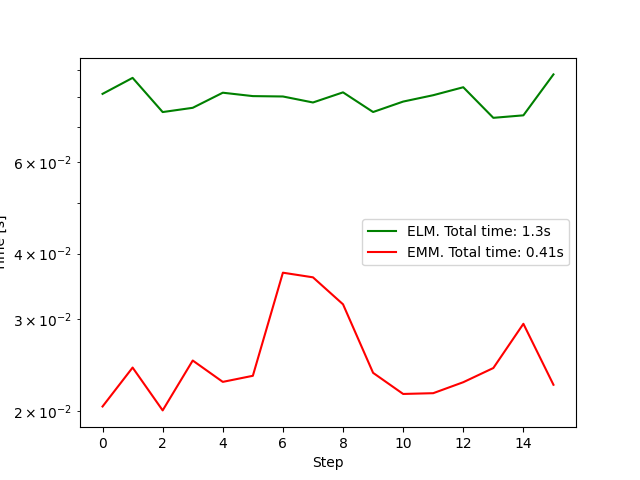 6 × 10⁻²
4 × 10⁻²
3 × 10⁻²
2 × 10⁻²
ELM. Total time: 1.3s
EMM. Total time: 0.41s
0 2 4 6 8 10 12 14
Step